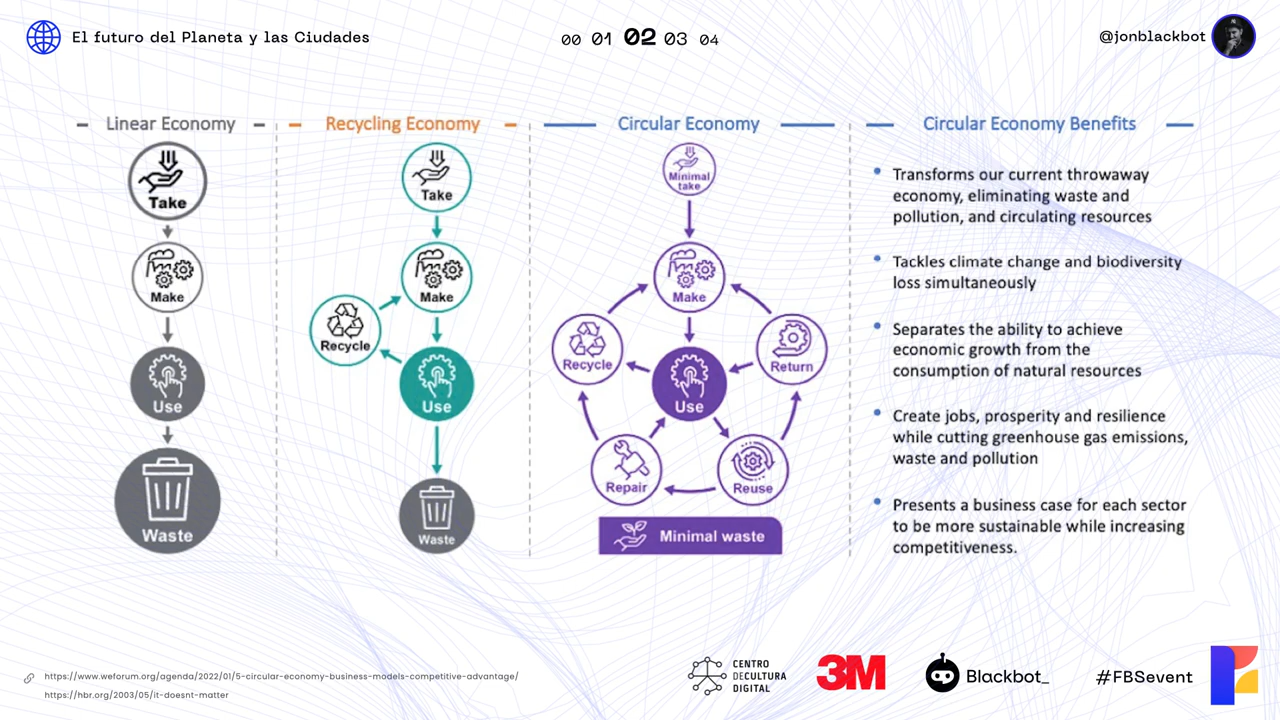 El futuro del Planeta y las Ciudades
00 01 02 03 04
@jonblackbot
Linear Economy
Take
Make
Use
Waste
Recycling Economy
Take
Make
Recycle
Use
Waste
Circular Economy
Minimal
take
Make
Recycle
Return
Use
Repair
Reuse
Minimal waste
Circular Economy Benefits
• Transforms our current throwaway
economy, eliminating waste and
pollution, and circulating resources
• Tackles climate change and biodiversity
loss simultaneously
• Separates the ability to achieve
economic growth from the
consumption of natural resources
• Create jobs, prosperity and resilience
while cutting greenhouse gas emissions,
waste and pollution
• Presents a business case for each sector
to be more sustainable while increasing
competitiveness.
https://www.weforum.org/agenda/2022/01/5-circular-economy-business-models-competitive-advantage/
https://hbr.org/2003/05/it-doesnt-matter
CENTRO
DECULTURA
DIGITAL
3M
Blackbot_
#FBSevent